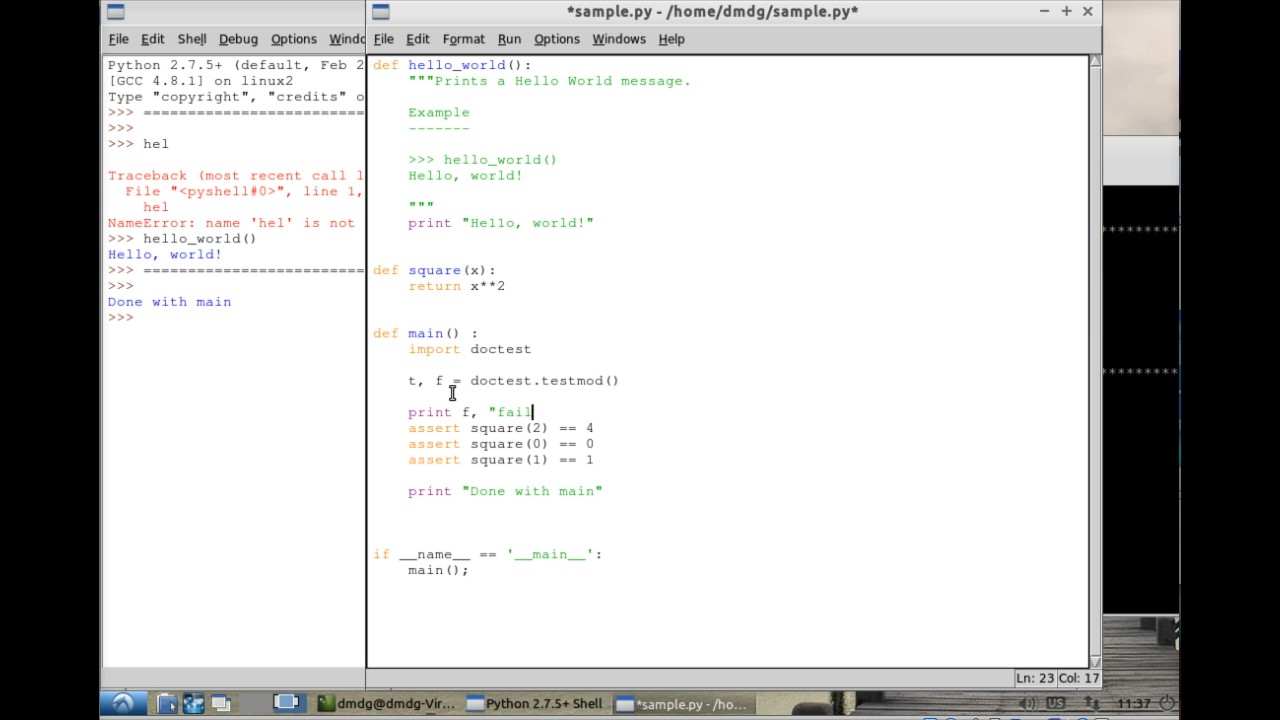 *sample.py - /home/dmdg/sample.py*
File Edit Shell Debug Options Windo
File Edit Format Run Options Windows Help
Python 2.7.5+ (default, Feb 2
[GCC 4.8.1] on linux2
Type "copyright", "credits" o
>>> =========================
>>>
>>> hel
Traceback (most recent call l
File "<pyshell#0>", line 1,
hel
NameError: name 'hel' is not
>>> hello_world()
Hello, world!
>>> =========================
>>>
Done with main
>>>
def hello_world():
"""Prints a Hello World message.
Example
-------
>>> hello_world()
Hello, world!
"""
print "Hello, world!"
def square(x):
return x**2
def main() :
import doctest
t, f = doctest.testmod()
print f, "fail
assert square(2) == 4
assert square(0) == 0
assert square(1) == 1
print "Done with main"
if __name__ == '__main__':
main();
*********
*********
Ln: 23 Col: 17
dmdg@dmdg-Vir... Python 2.7.5+ Shell *sample.py - /ho... US 11:37